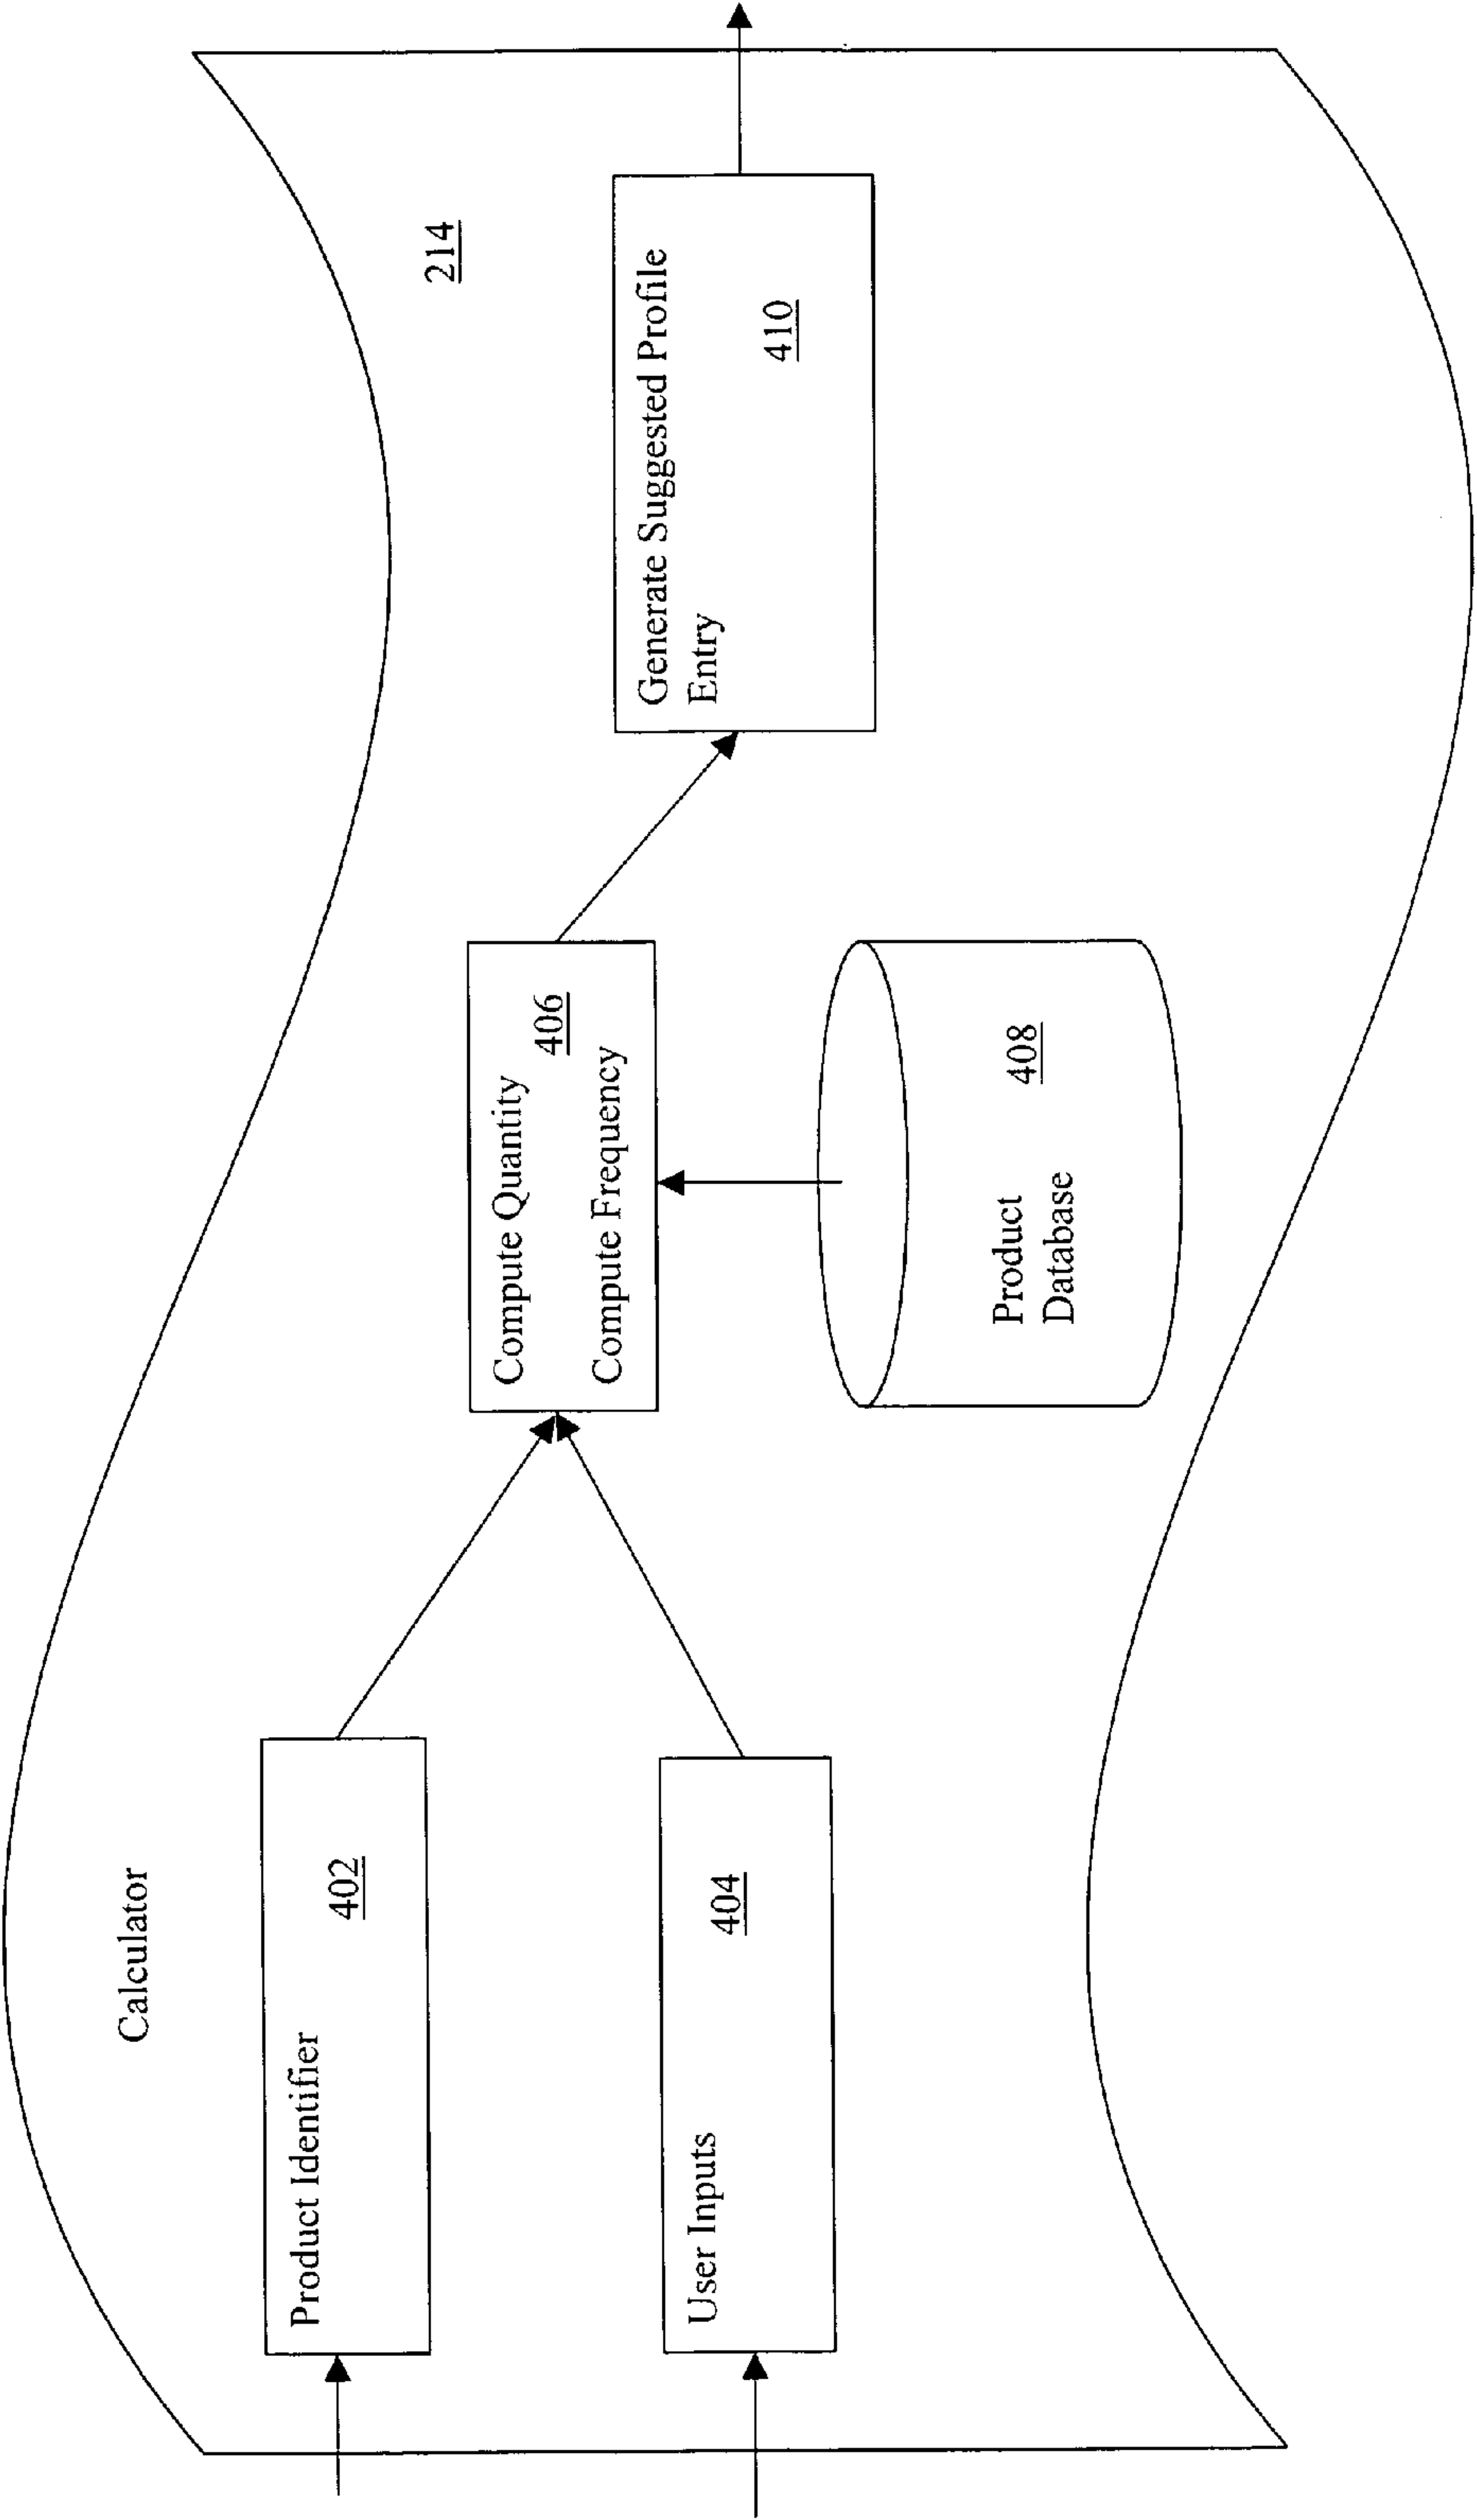 Calculator
214
Product Identifier
402
User Inputs
404
Compute Quantity
406
Compute Frequency
Product
Database
408
Generate Suggested Profile
Entry
410